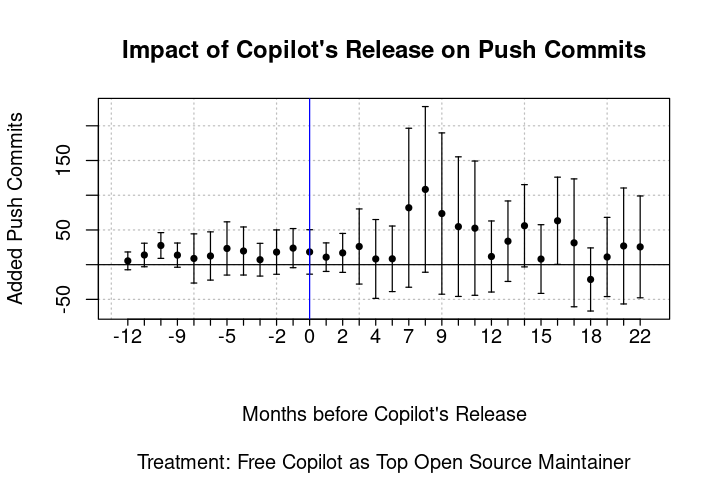 Impact of Copilot's Release on Push Commits
Added Push Commits
150
50
-50
-12 -9 -5 -2 0 2 4 7 9 12 15 18 22
Months before Copilot's Release
Treatment: Free Copilot as Top Open Source Maintainer